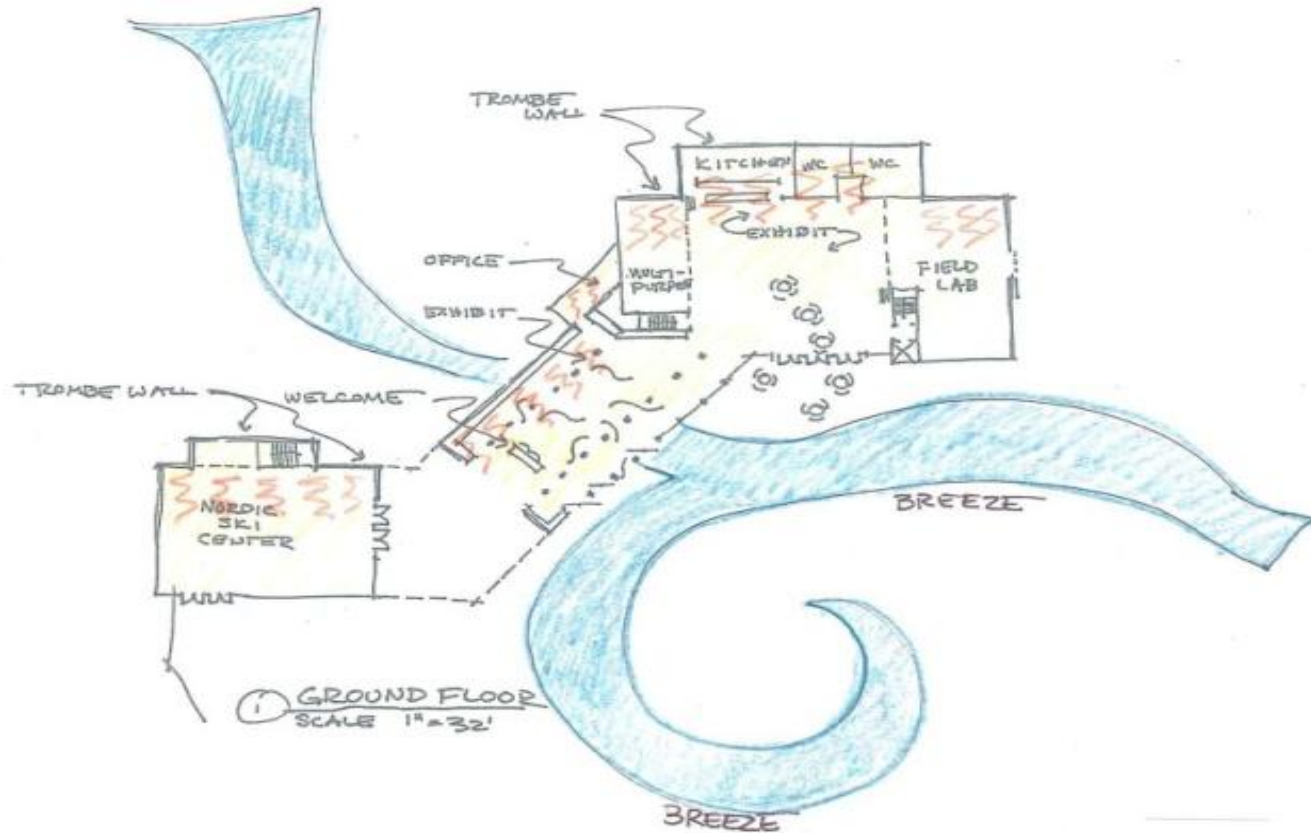 TROMBE
WALL
KITCHEN
WC
WC
EXHIBIT
OFFICE
MULTI-
PURPOSE
FIELD
LAB
EXHIBIT
TROMBE WALL
WELCOME
NORDIC
SKI
CENTER
BREEZE
1 GROUND FLOOR
SCALE 1"=32'
BREEZE